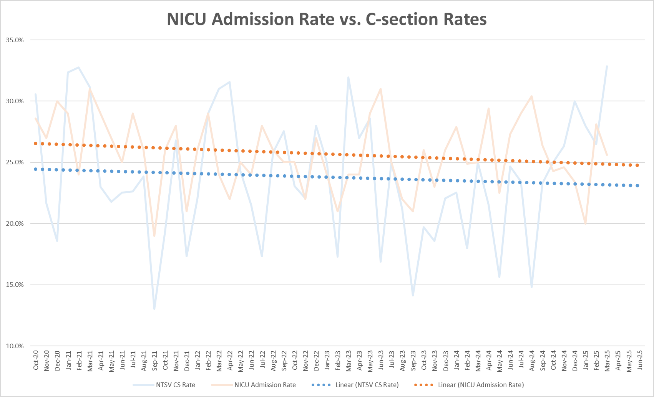 NICU Admission Rate vs. C-section Rates
35.0%
30.0%
25.0%
20.0%
15.0%
10.0%
Oct-20 Nov-20 Dec-20 Jan-21 Feb-21 Mar-21 Apr-21 May-21 Jun-21 Jul-21 Aug-21 Sep-21 Oct-21 Nov-21 Dec-21 Jan-22 Feb-22 Mar-22 Apr-22 May-22 Jun-22 Jul-22 Aug-22 Sep-22 Oct-22 Nov-22 Dec-22 Jan-23 Feb-23 Mar-23 Apr-23 May-23 Jun-23 Jul-23 Aug-23 Sep-23 Oct-23 Nov-23 Dec-23 Jan-24 Feb-24 Mar-24 Apr-24 May-24 Jun-24 Jul-24 Aug-24 Sep-24 Oct-24 Nov-24 Dec-24 Jan-25 Feb-25 Mar-25 Apr-25 May-25 Jun-25
NTSV CS Rate NICU Admission Rate Linear (NTSV CS Rate) Linear (NICU Admission Rate)